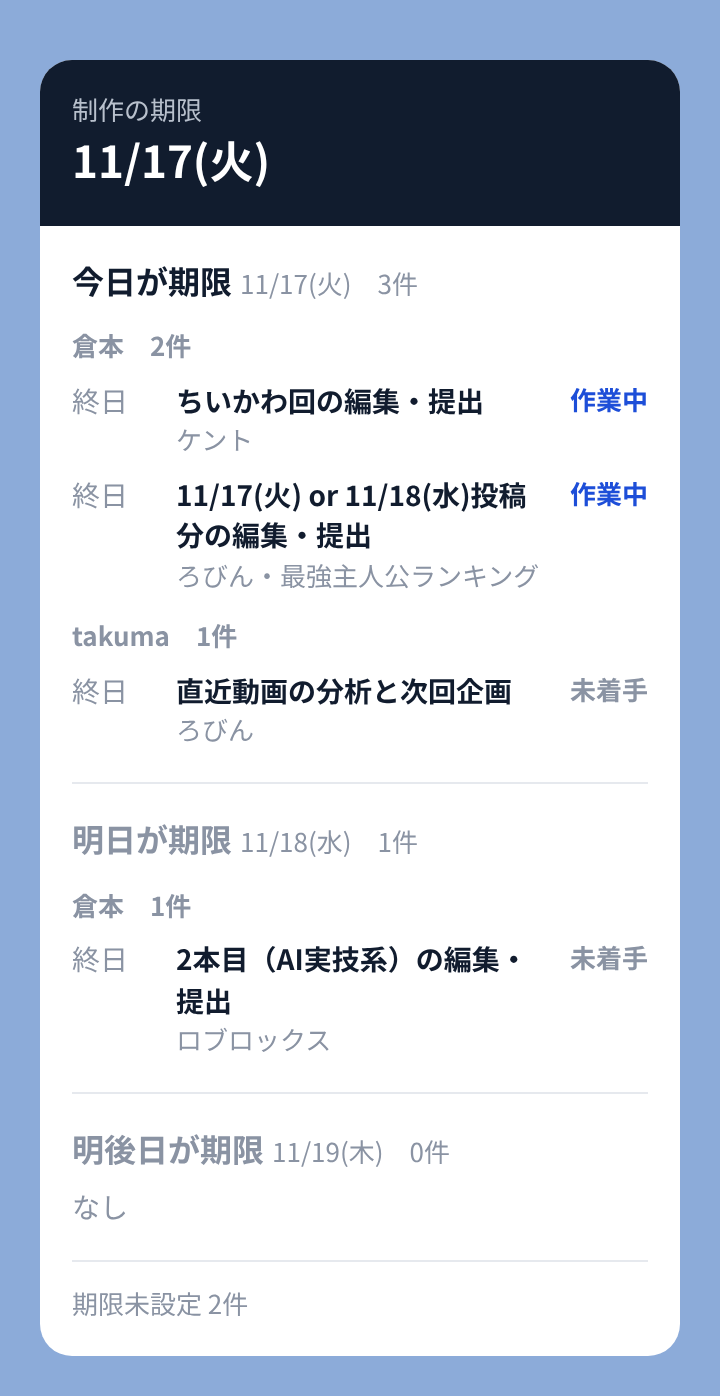 制作の期限
11/17(火)
今日が期限 11/17(火) 3件
倉本 2件
終日 ちいかわ回の編集・提出 作業中
ケント
終日 11/17(火) or 11/18(水)投稿 作業中
分の編集・提出
ろびん・最強主人公ランキング
takuma 1件
終日 直近動画の分析と次回企画 未着手
ろびん
明日が期限 11/18(水) 1件
倉本 1件
終日 2本目（AI実技系）の編集・ 未着手
提出
ロブロックス
明後日が期限 11/19(木) 0件
なし
期限未設定 2件